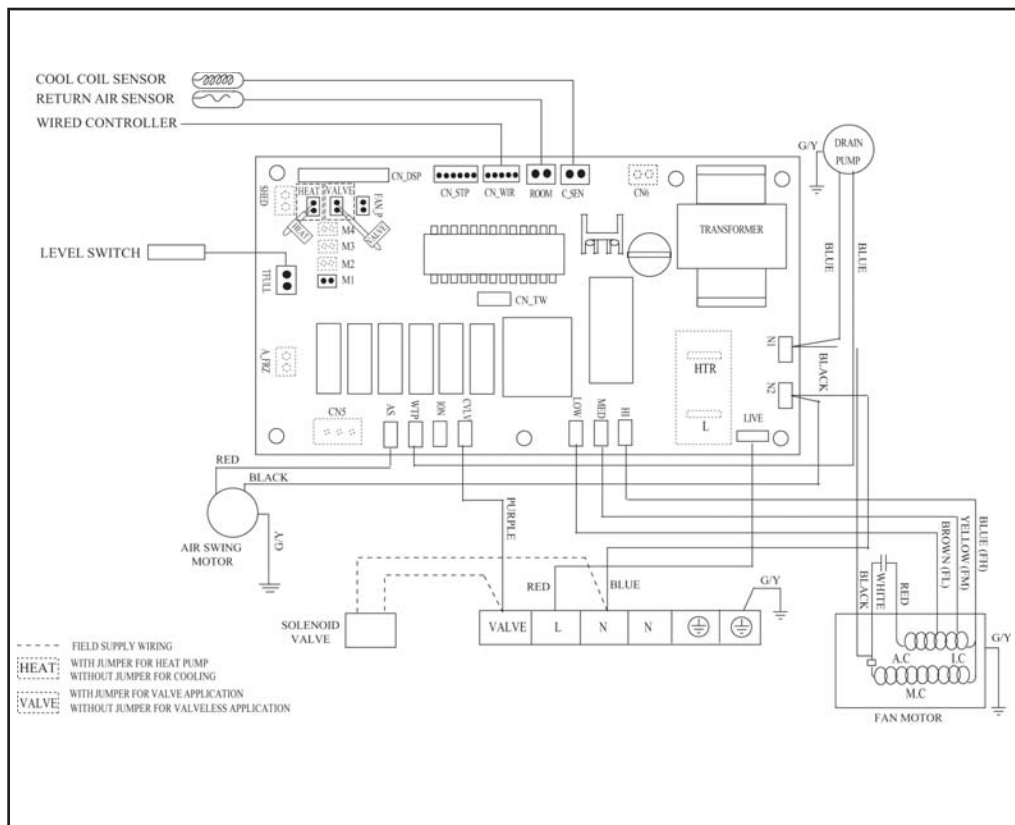 COOL COIL SENSOR
RETURN AIR SENSOR
WIRED CONTROLLER
G/Y
DRAIN
PUMP
BLUE
BLUE
SHED
HEAT
VALVE
CN_DSP
FAN_P
CN_STP
CN_WIR
ROOM
C_SEN
CN6
TRANSFORMER
HEAT
VALVE
M4
M3
M2
M1
LEVEL SWITCH
TFULL
CN_TW
A_FRZ
HTR
L
N1
N2
BLACK
CN5
AS
WTP
ION
CVLV
LOW
MED
HI
LIVE
RED
BLACK
AIR SWING
MOTOR
G/Y
PURPLE
RED
BLUE
G/Y
SOLENOID
VALVE
VALVE
L
N
N
BLACK
WHITE
RED
BROWN (FL)
YELLOW (FM)
BLUE (FH)
A.C
I.C
M.C
G/Y
FAN MOTOR
FIELD SUPPLY WIRING
HEAT
WITH JUMPER FOR HEAT PUMP
WITHOUT JUMPER FOR COOLING
VALVE
WITH JUMPER FOR VALVE APPLICATION
WITHOUT JUMPER FOR VALVELESS APPLICATION